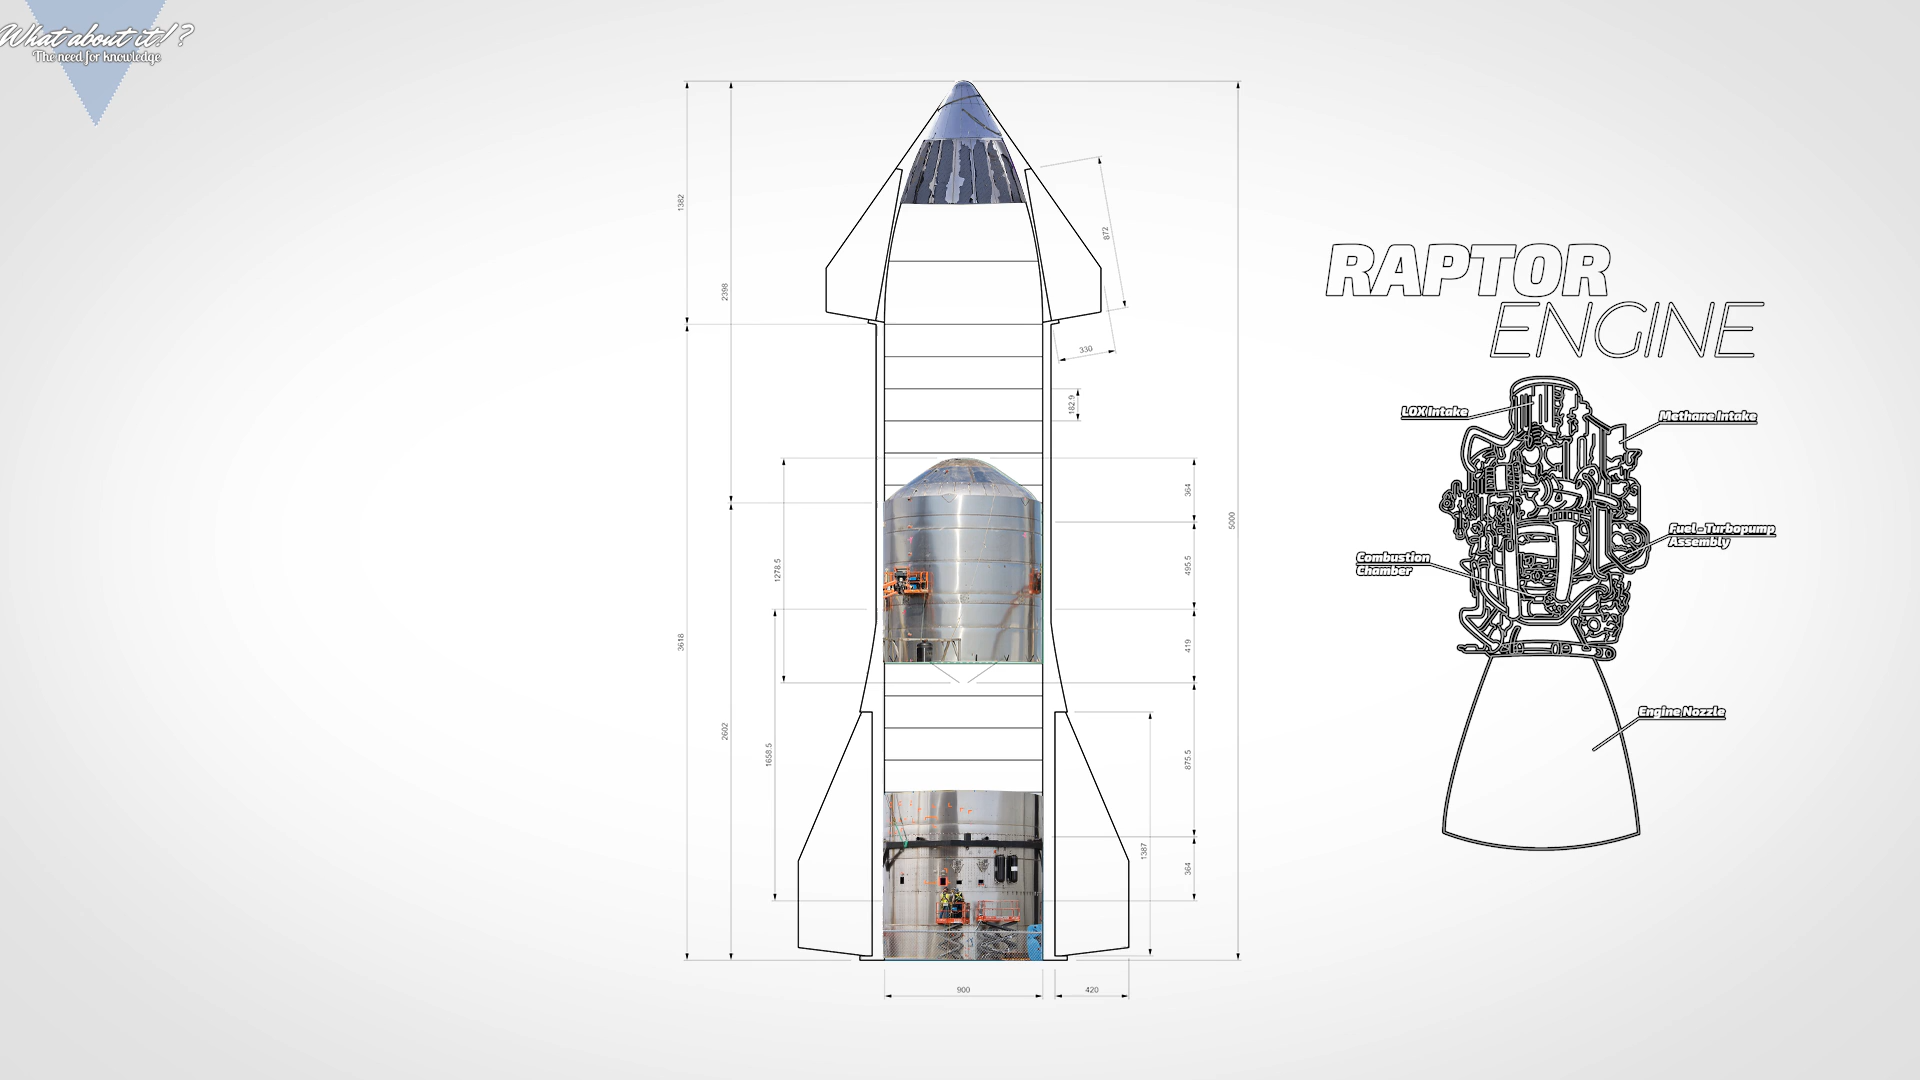 What about it!?
The need for knowledge
1382
2398
872
330
182.9
364
495.5
5000
1278.5
419
3618
2602
1658.5
875.5
1387
364
900
420
RAPTOR
ENGINE
LOX Intake
Methane Intake
Fuel - Turbopump
Assembly
Combustion
Chamber
Engine Nozzle